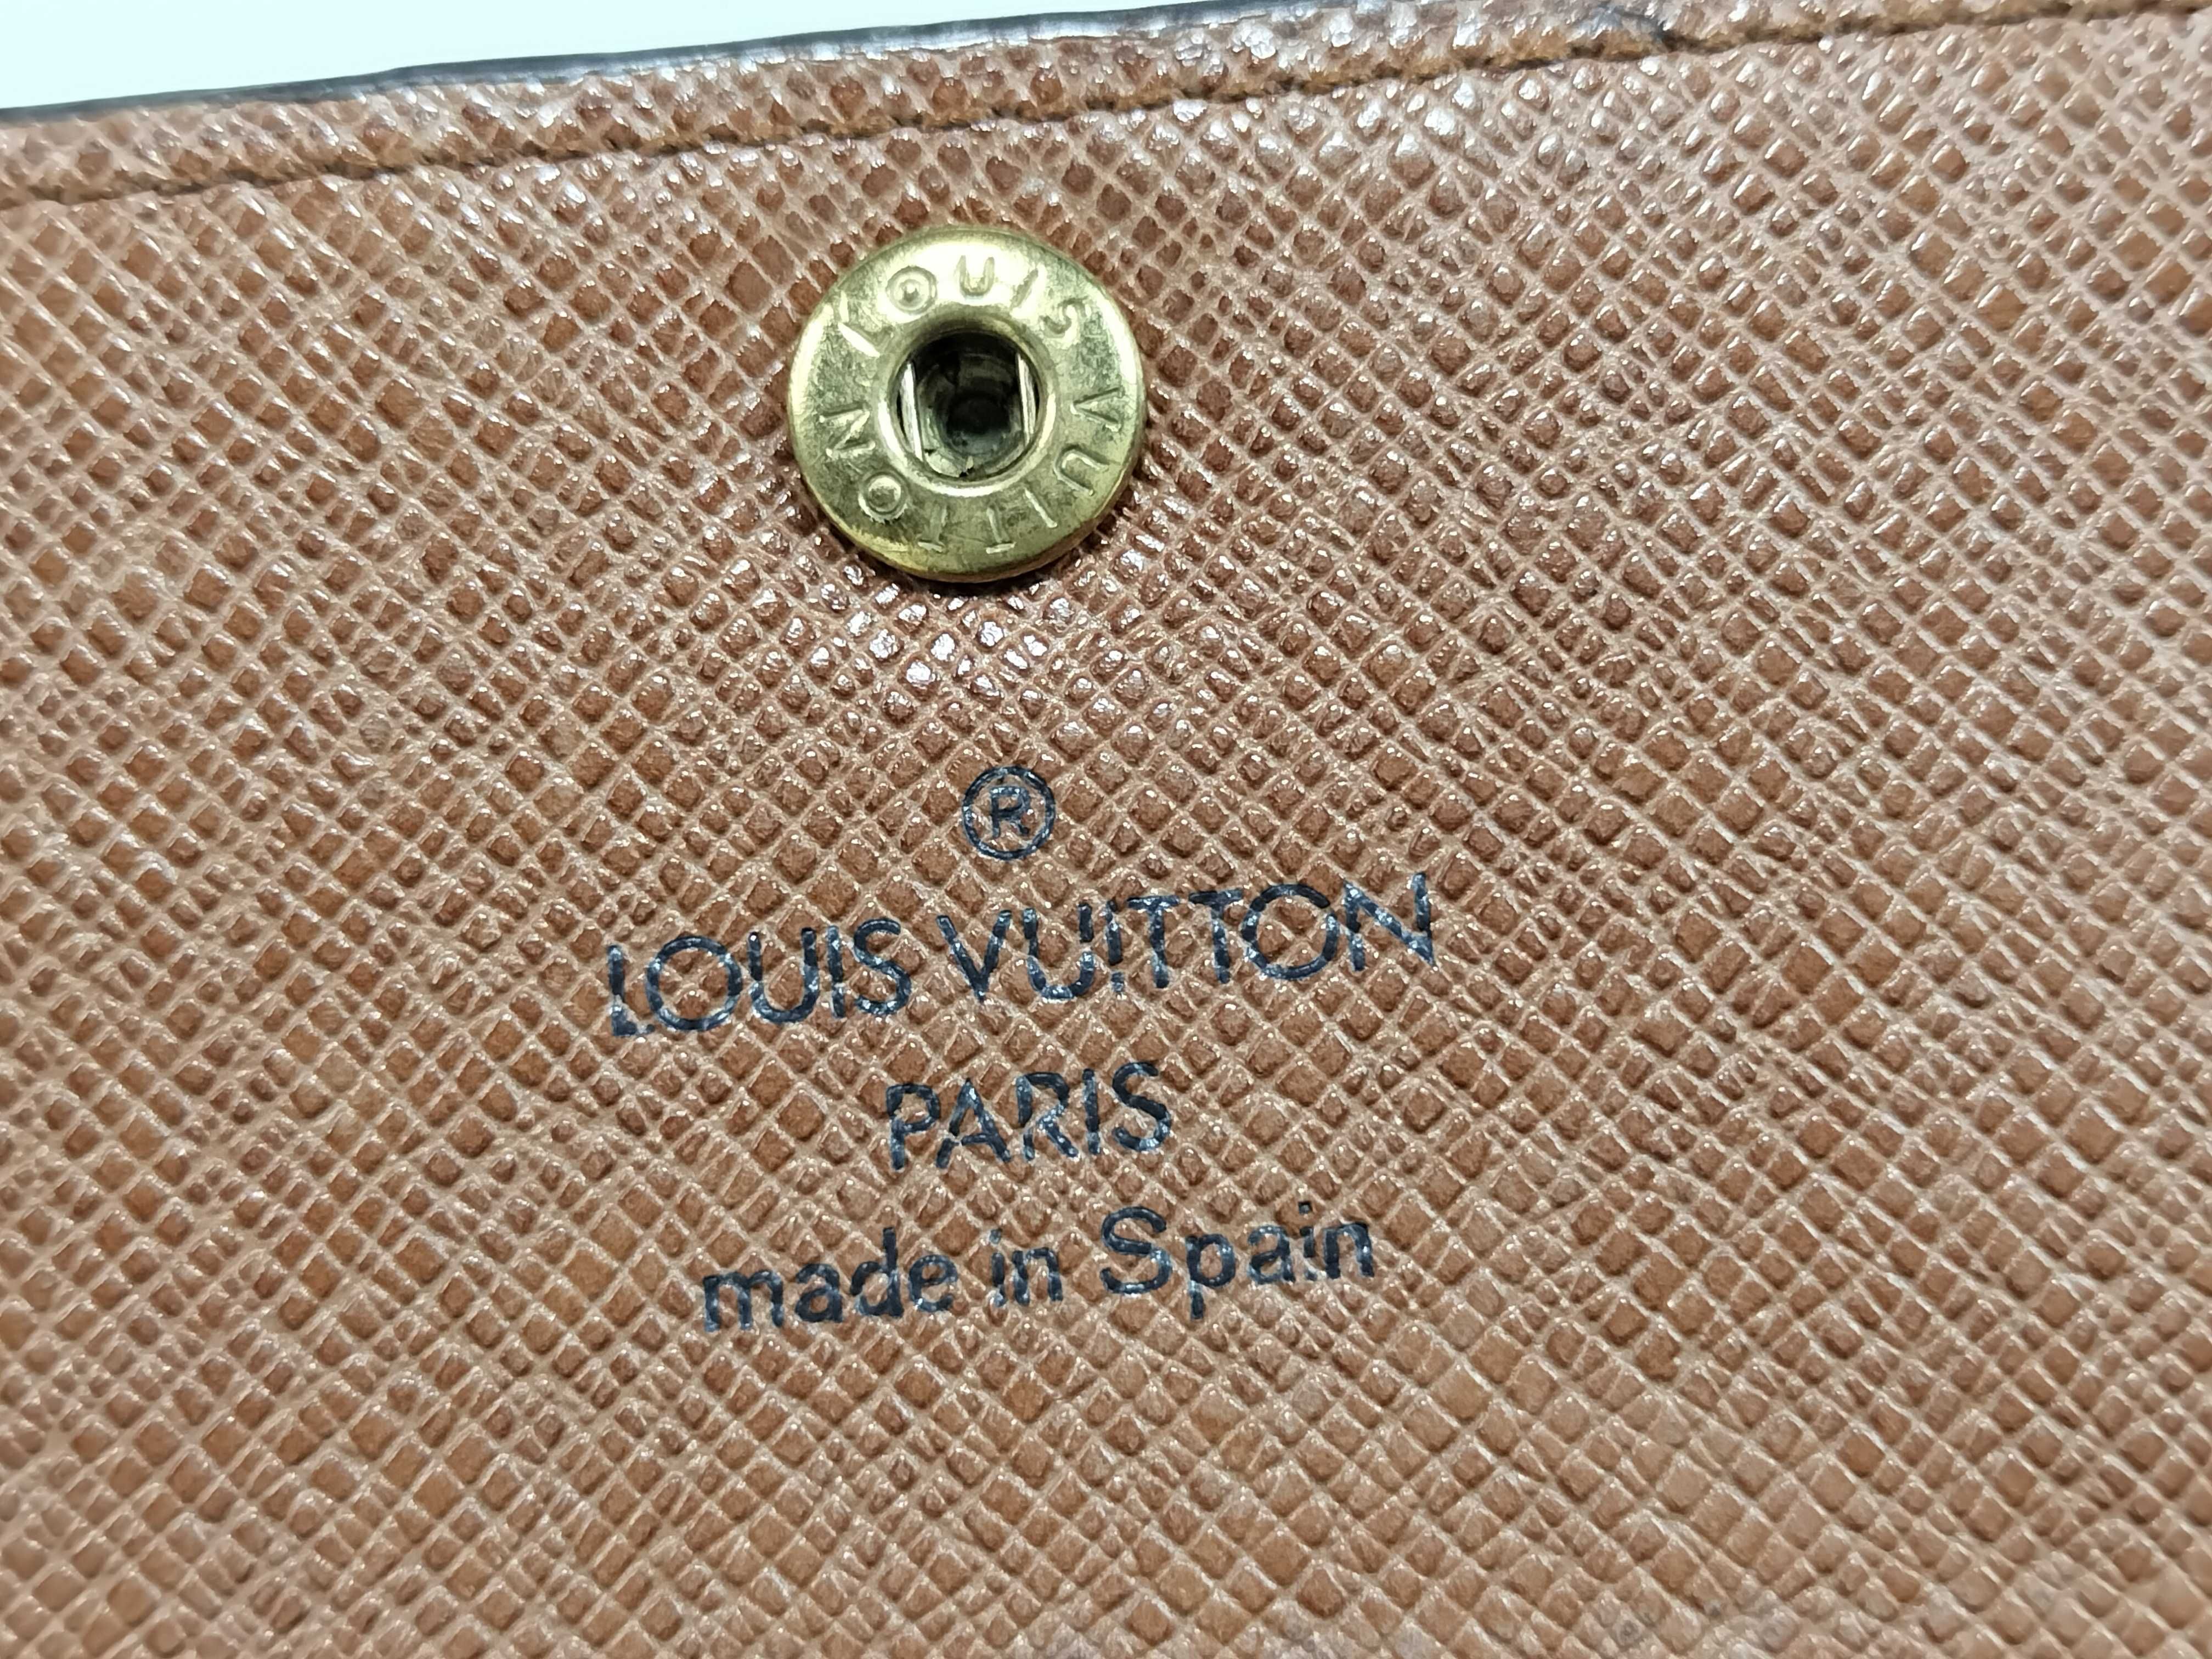 LOUIS VUITTON
®
LOUIS VUITTON
PARIS
made in Spain